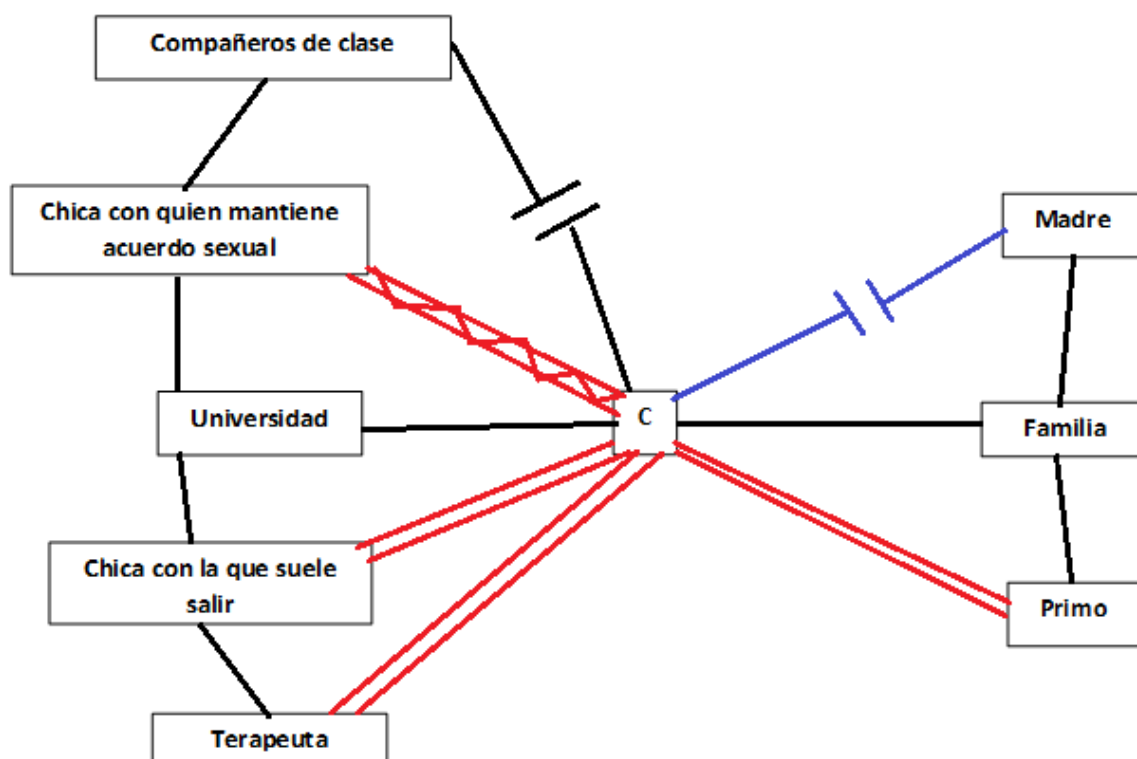 Compañeros de clase
Chica con quien mantiene
acuerdo sexual
Madre
Universidad
C
Familia
Chica con la que suele
salir
Primo
Terapeuta